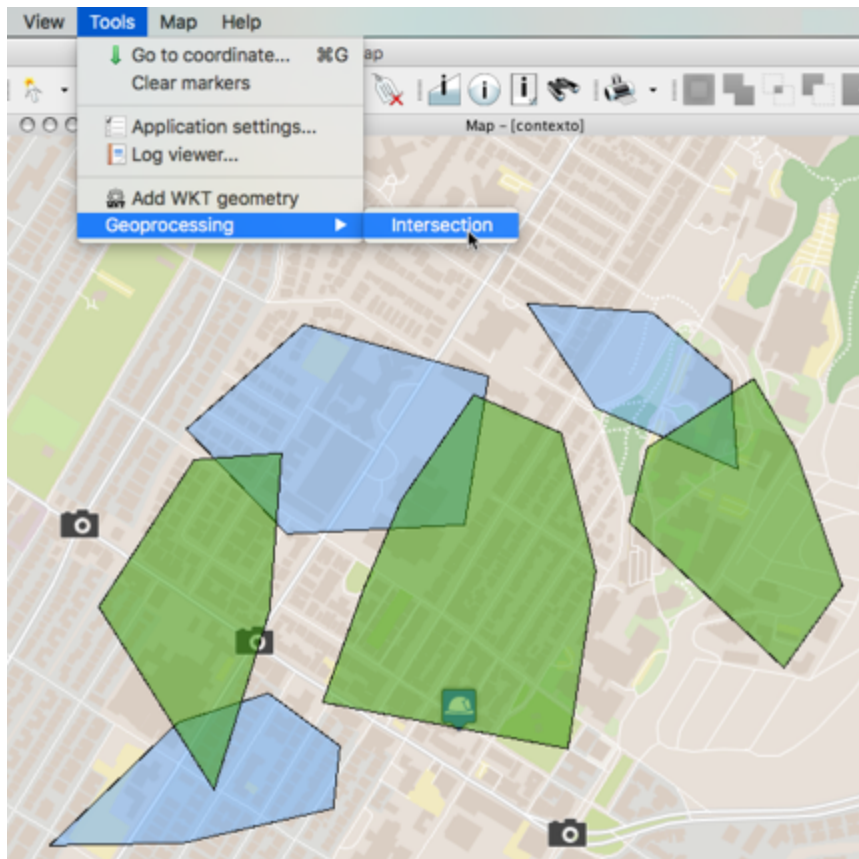 View Tools Map Help
Go to coordinate... ⌘G
ap
Clear markers
Map - [contexto]
Application settings...
Log viewer...
Add WKT geometry
Geoprocessing ▶ Intersection